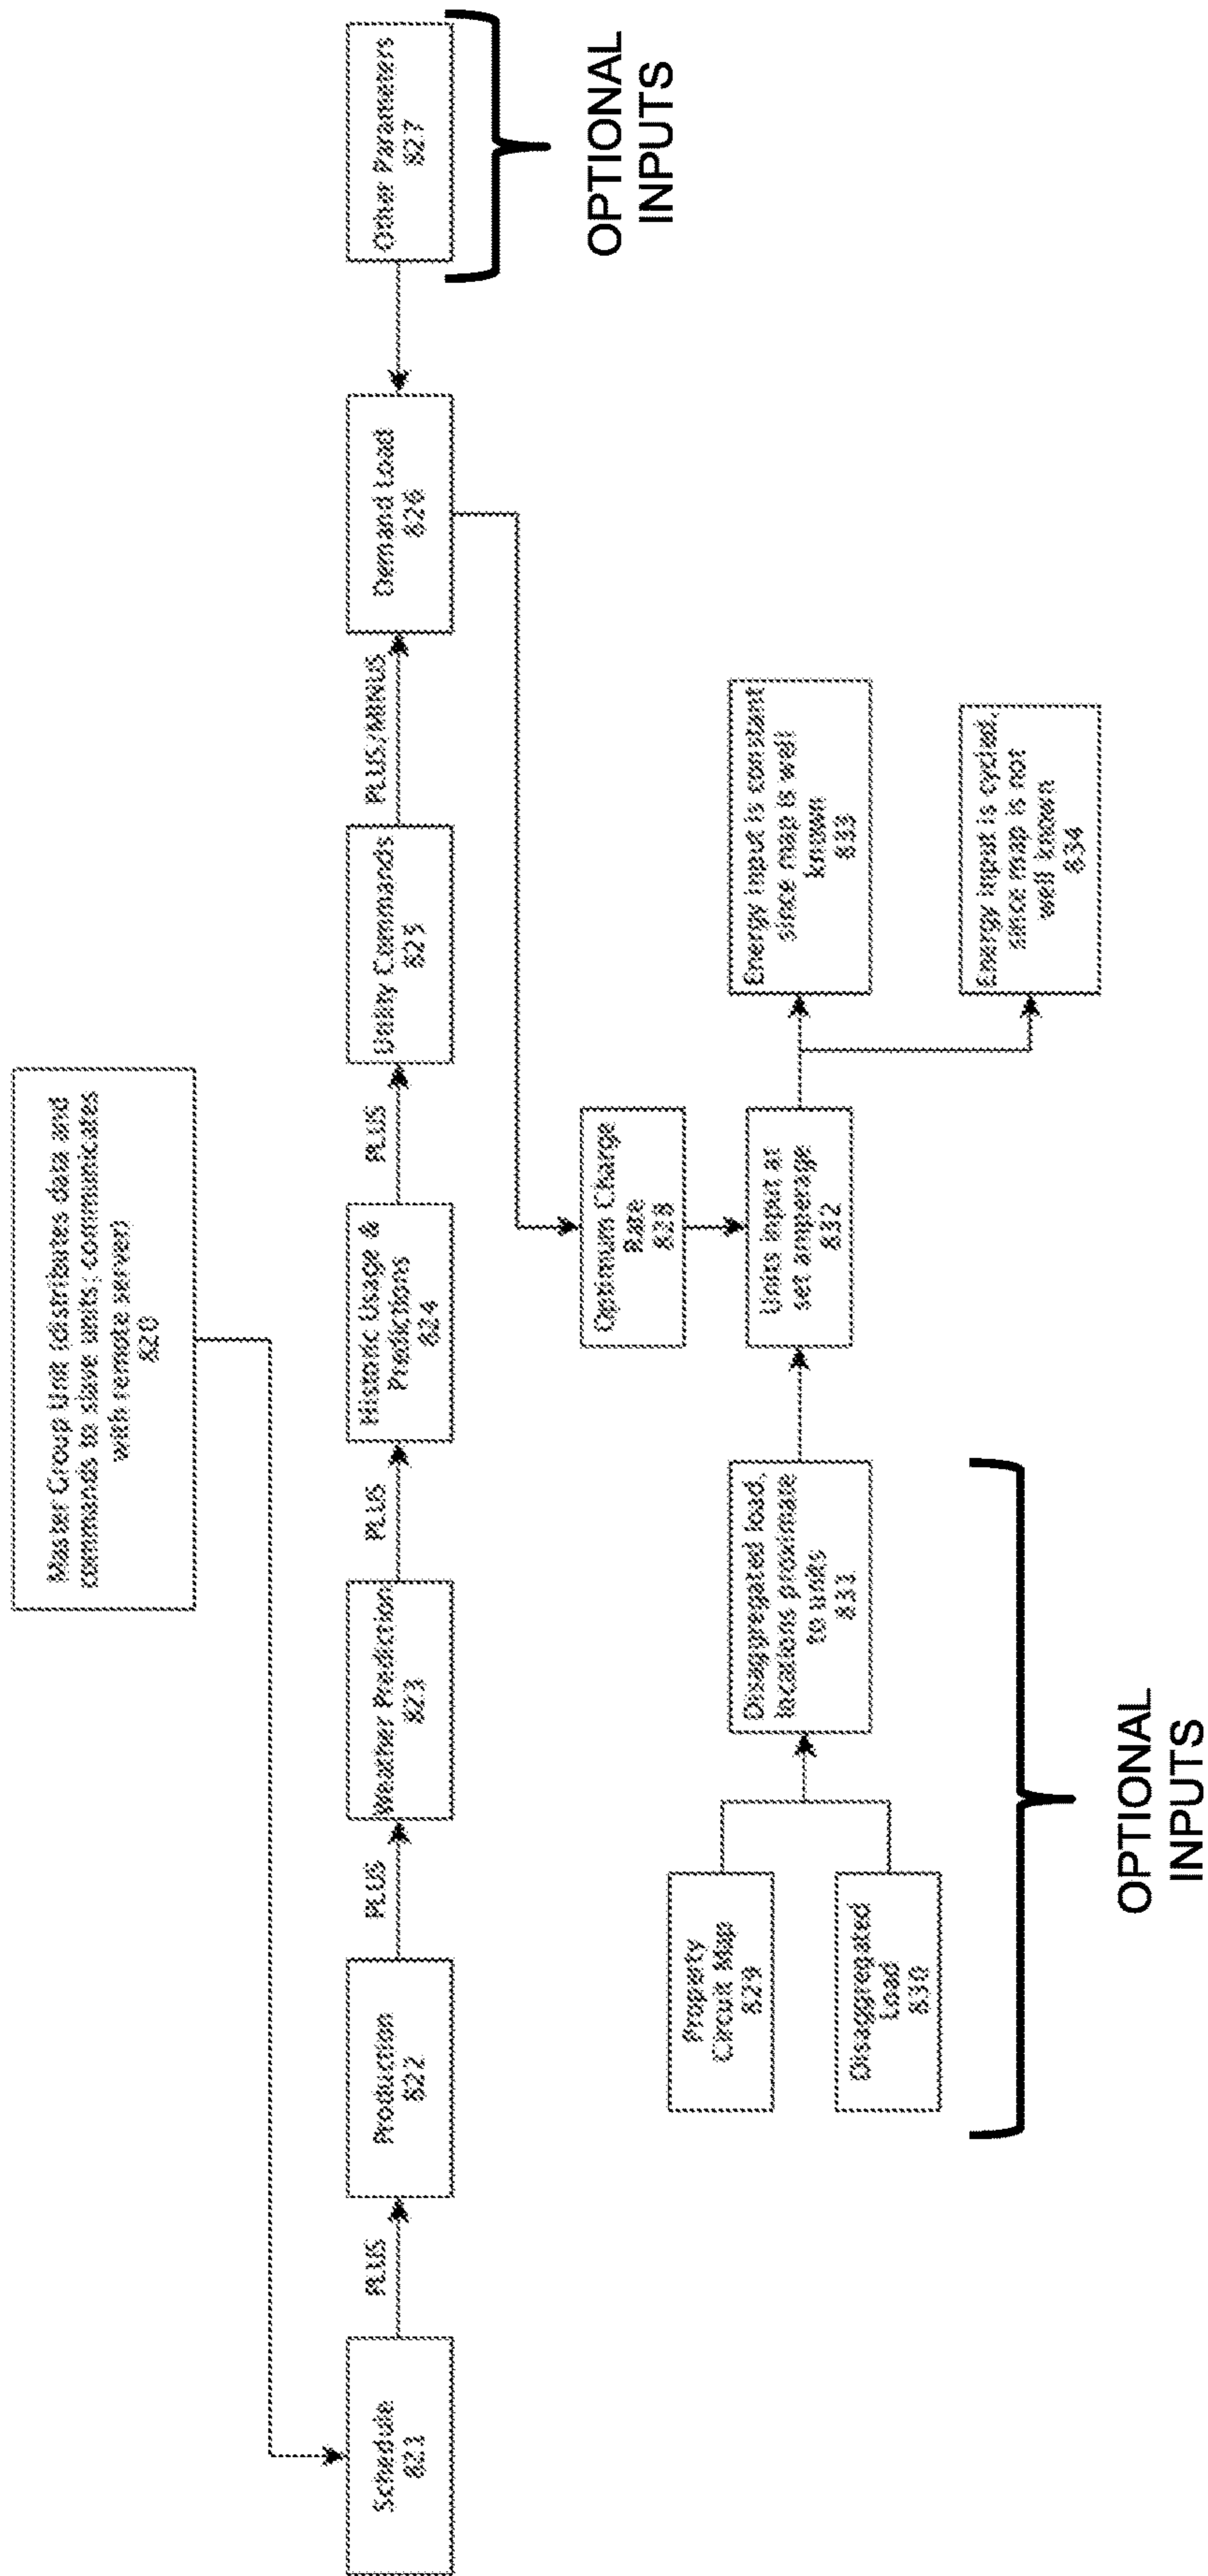 Master Group Unit (distributes data and
commands to slave units; communicates
with remote server)
820
Schedule
821
PLUS
Production
822
PLUS
Weather Prediction
823
PLUS
Historic Usage &
Predictions
824
PLUS
Utility Commands
825
PLUS/MINUS
Demand Load
826
Other Parameters
827
OPTIONAL
INPUTS
Optimum Charge
Rate
828
Property
Circuit Map
829
Disaggregated
Load
830
Disaggregated load,
locations proximate
to units
831
Units input at
set amperage
832
Energy input is constant
since map is well
known
833
Energy input is cycled,
since map is not
well known
834
OPTIONAL
INPUTS